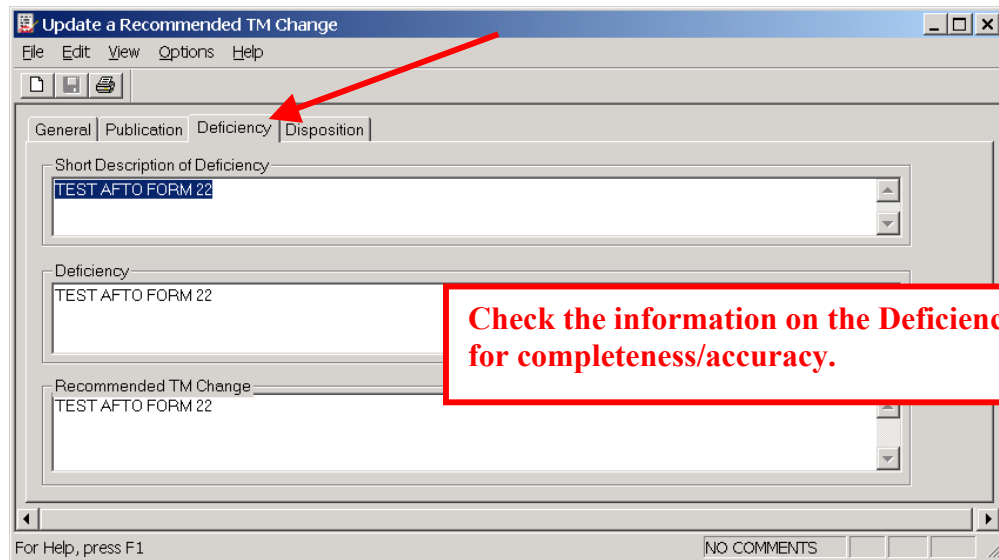 Update a Recommended TM Change
File Edit View Options Help
General Publication Deficiency Disposition
Short Description of Deficiency
TEST AFTO FORM 22
Deficiency
TEST AFTO FORM 22
Check the information on the Deficienc
for completeness/accuracy.
Recommended TM Change
TEST AFTO FORM 22
For Help, press F1 NO COMMENTS